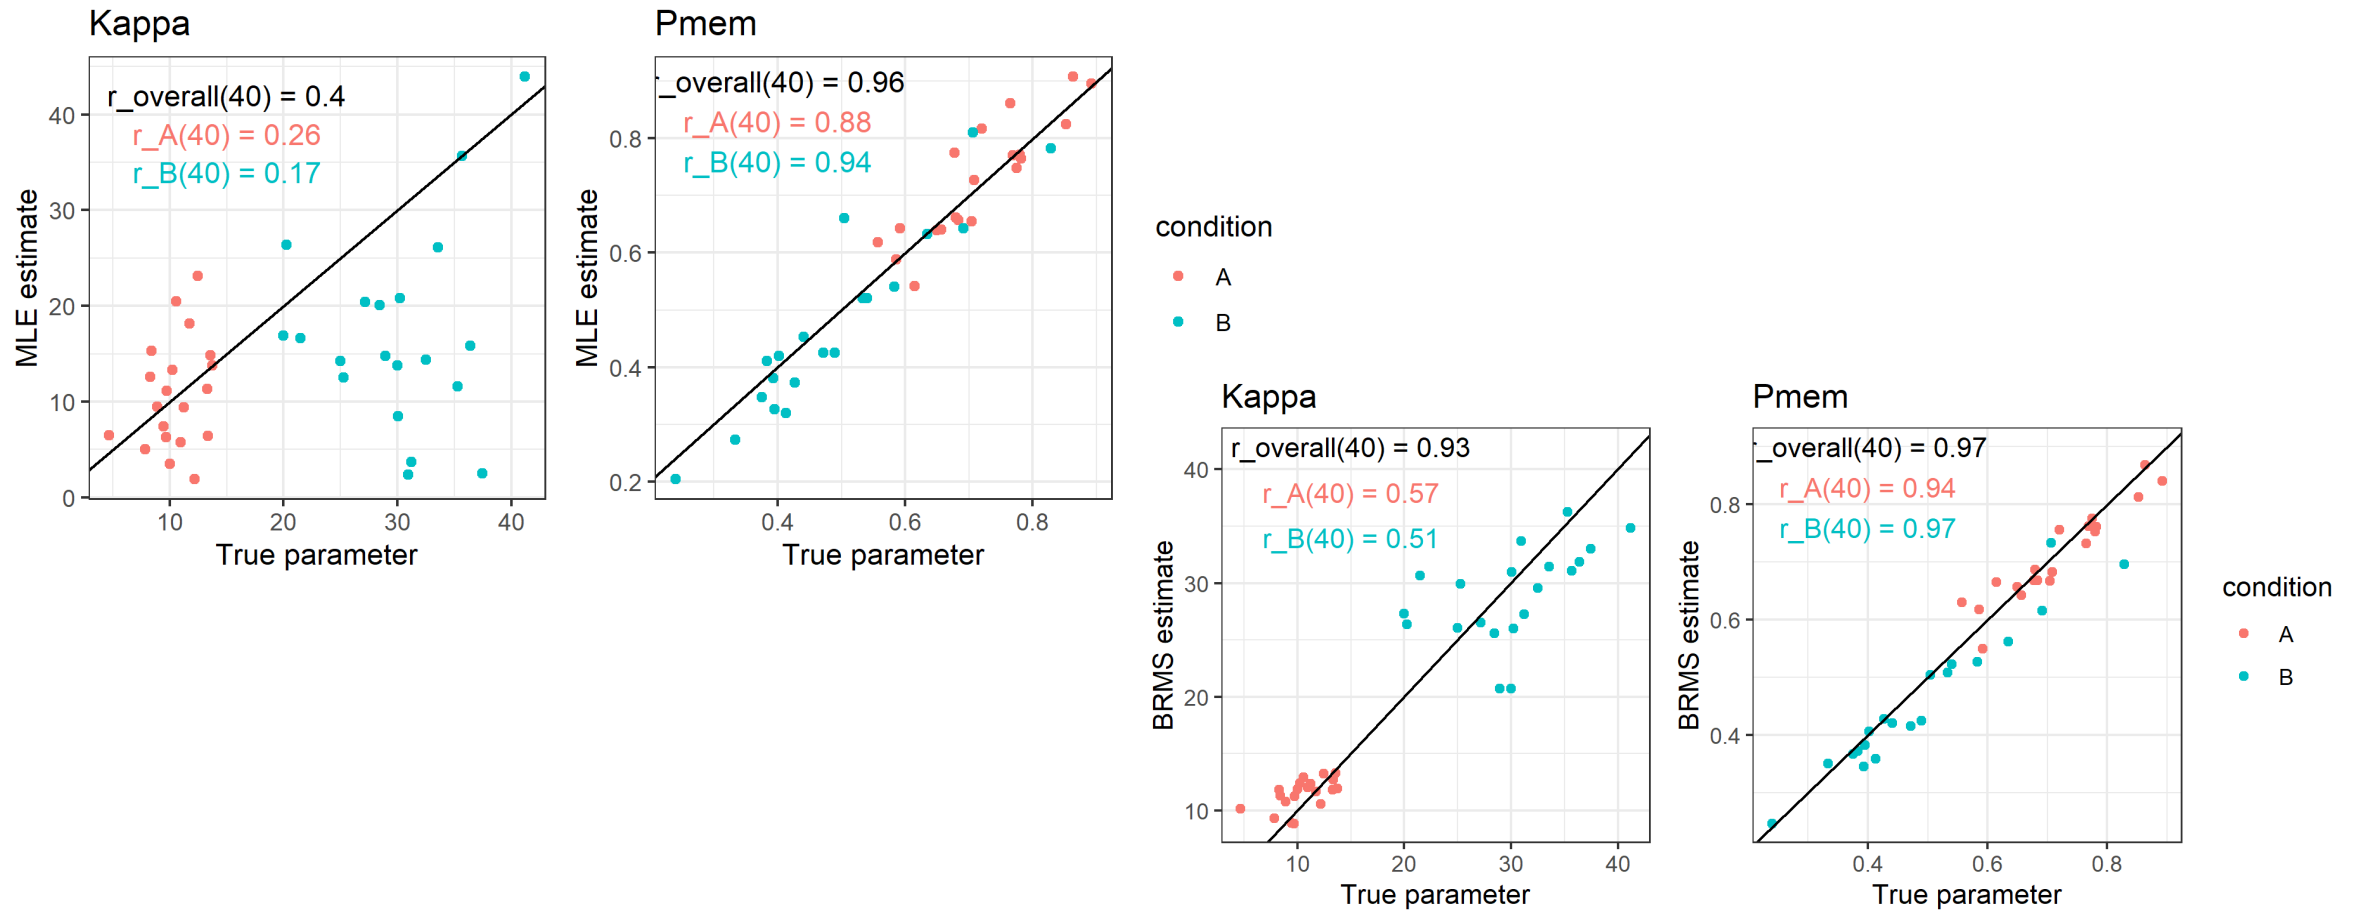 Kappa
r_overall(40) = 0.4
r_A(40) = 0.26
r_B(40) = 0.17
MLE estimate
40
30
20
10
0
10 20 30 40
True parameter
Pmem
r_overall(40) = 0.96
r_A(40) = 0.88
r_B(40) = 0.94
MLE estimate
0.8
0.6
0.4
0.2
0.4 0.6 0.8
True parameter
condition
A
B
Kappa
r_overall(40) = 0.93
r_A(40) = 0.57
r_B(40) = 0.51
BRMS estimate
40
30
20
10
10 20 30 40
True parameter
Pmem
r_overall(40) = 0.97
r_A(40) = 0.94
r_B(40) = 0.97
BRMS estimate
0.8
0.6
0.4
0.4 0.6 0.8
True parameter
condition
A
B